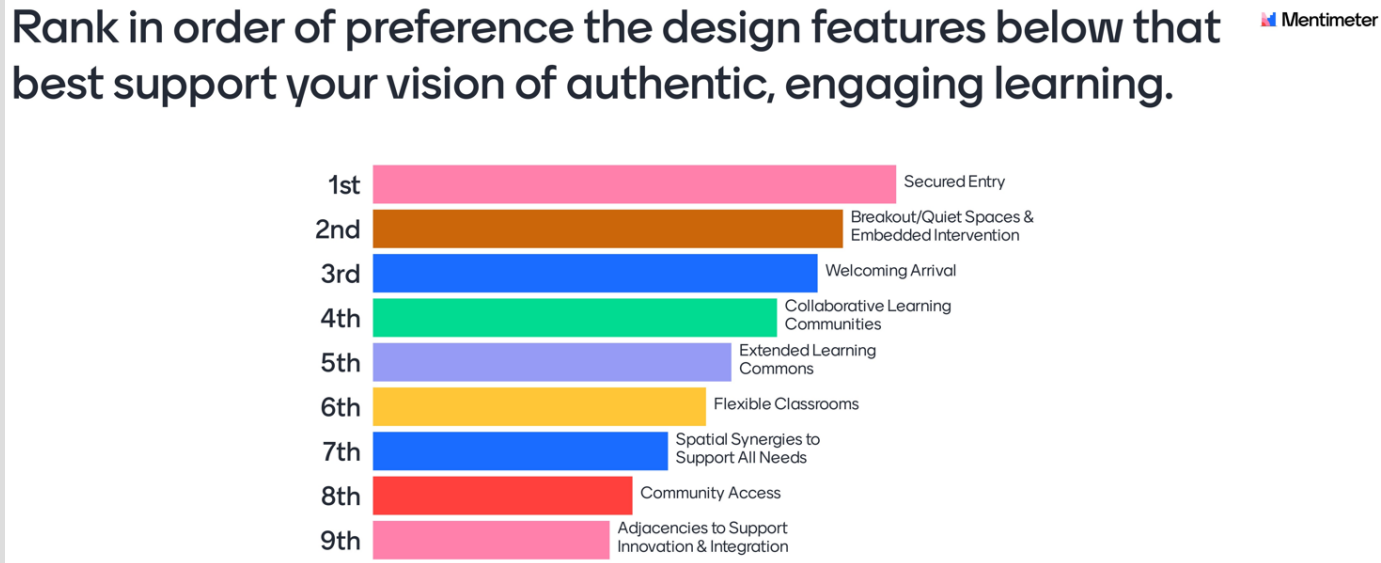 Rank in order of preference the design features below that
best support your vision of authentic, engaging learning.
Mentimeter
1st
Secured Entry
2nd
Breakout/Quiet Spaces &
Embedded Intervention
3rd
Welcoming Arrival
4th
Collaborative Learning
Communities
5th
Extended Learning
Commons
6th
Flexible Classrooms
7th
Spatial Synergies to
Support All Needs
8th
Community Access
9th
Adjacencies to Support
Innovation & Integration